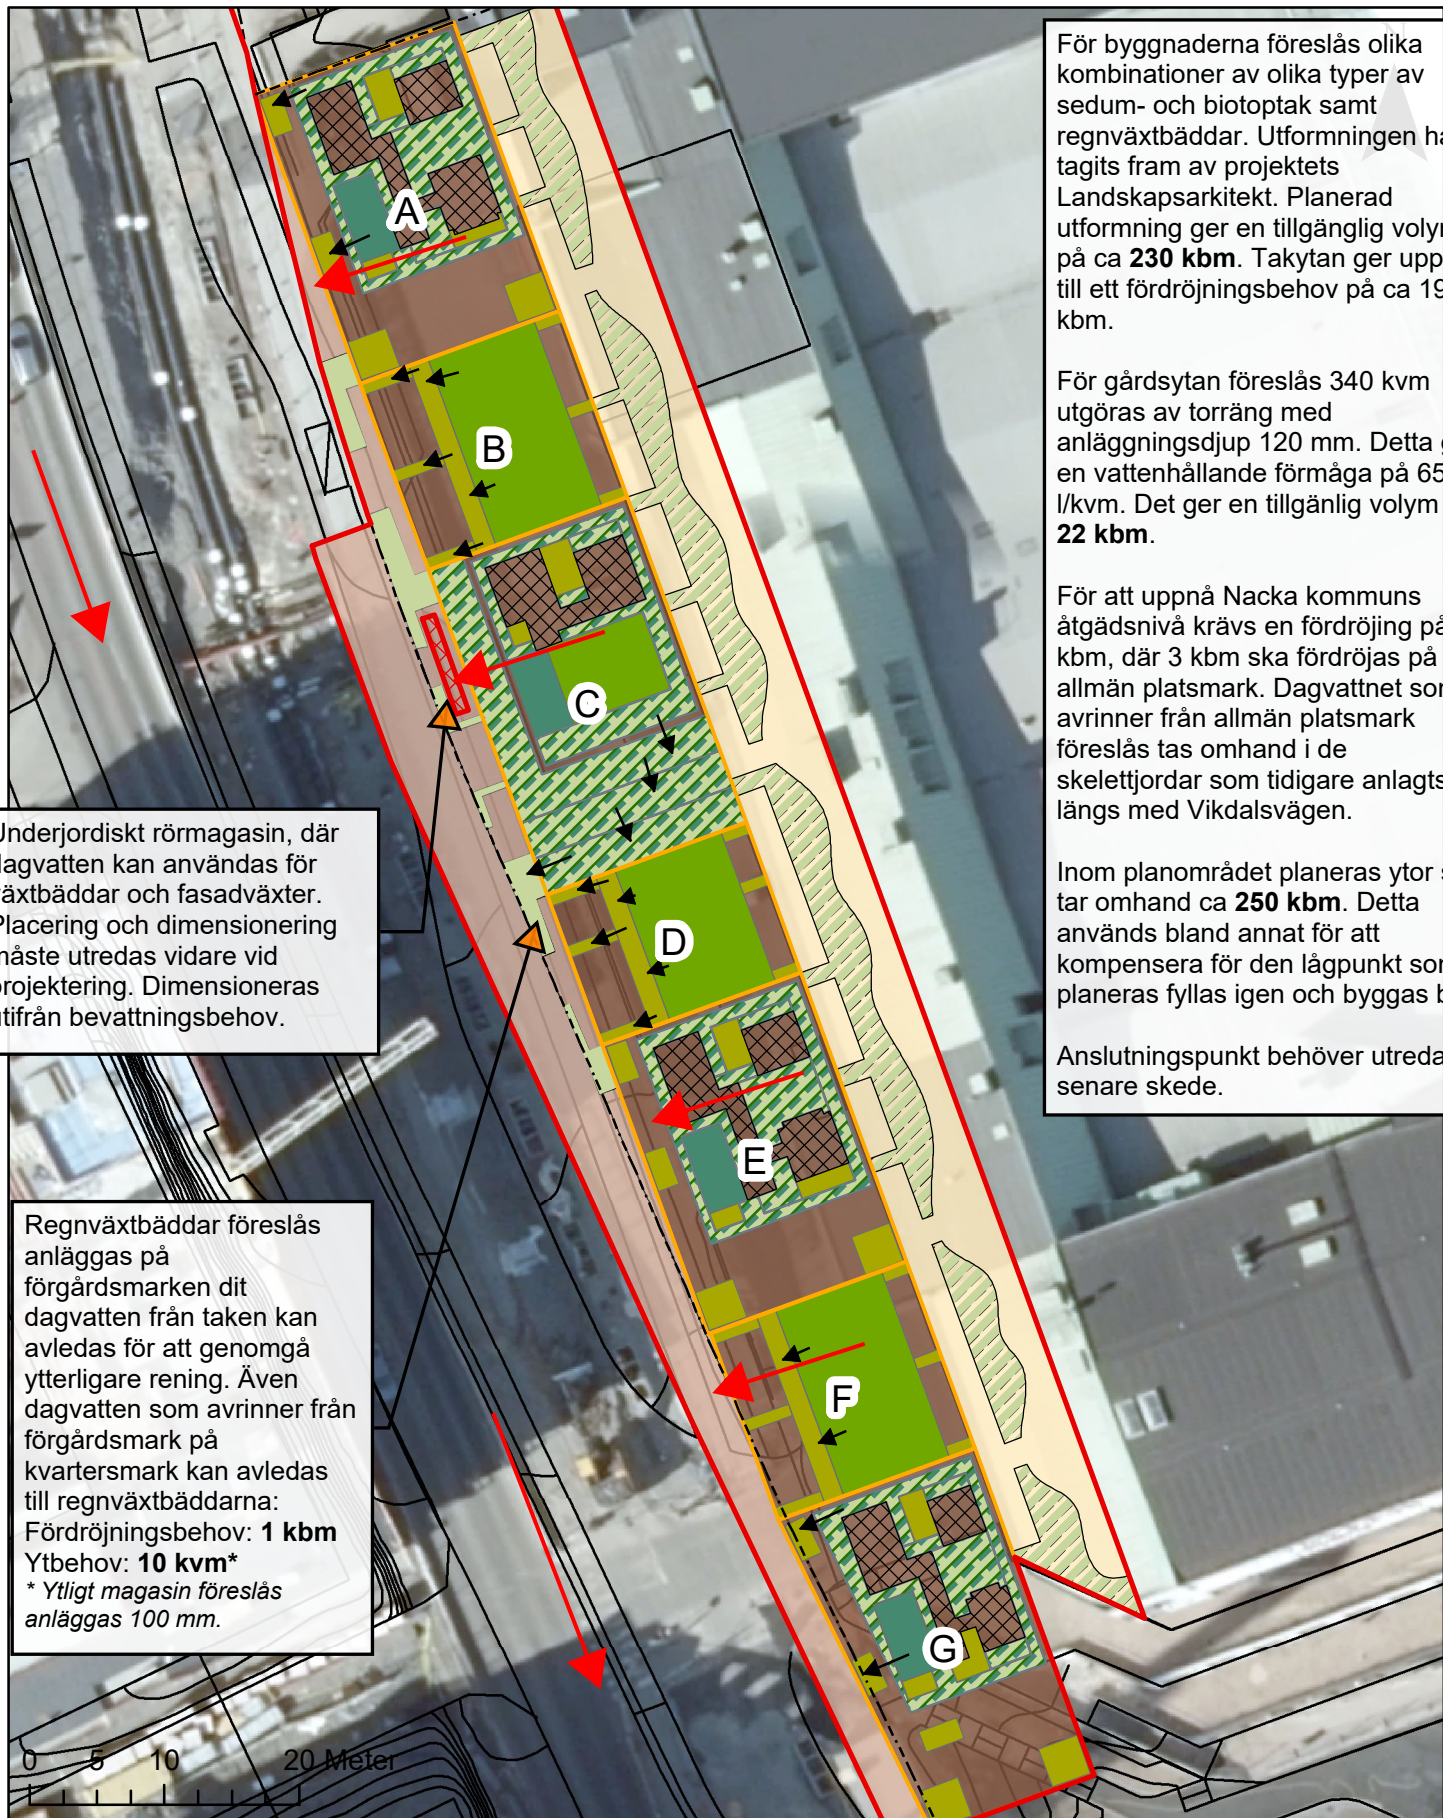 För byggnaderna föreslås olika
kombinationer av olika typer av
sedum- och biotoptak samt
regnväxtbäddar. Utformningen
tagits fram av projektets
Landskapsarkitekt. Planerad
utformning ger en tillgänglig
på ca 230 kbm. Takytan ger upp
till ett fördröjningsbehov på ca
kbm.
För gårdsytan föreslås 340 kvm
utgöras av torräng med
anläggningsdjup 120 mm. Detta
en vattenhållande förmåga på 65
l/kvm. Det ger en tillgänlig volym
22 kbm.
För att uppnå Nacka kommuns
åtgädsnivå krävs en fördröjing på
kbm, där 3 kbm ska fördröjas på
allmän platsmark. Dagvattnet
avrinner från allmän platsmark
föreslås tas omhand i de
skelettjordar som tidigare anlagts
längs med Vikdalsvägen.
Inom planområdet planeras ytor
tar omhand ca 250 kbm. Detta
används bland annat för att
kompensera för den lågpunkt
planeras fyllas igen och byggas
Anslutningspunkt behöver
senare skede.
A
B
C
D
E
F
G
Underjordiskt rörmagasin, där
dagvatten kan användas för
växtbäddar och fasadväxter.
Placering och dimensionering
måste utredas vidare vid
projektering. Dimensioneras
utifrån bevattningsbehov.
Regnväxtbäddar föreslås
anläggas på
förgårdsmarken dit
dagvatten från taken kan
avledas för att genomgå
ytterligare rening. Även
dagvatten som avrinner från
förgårdsmark på
kvartersmark kan avledas
till regnväxtbäddarna:
Fördröjningsbehov: 1 kbm
Ytbehov: 10 kvm*
* Ytligt magasin föreslås
anläggas 100 mm.
0 5 10 20 Meter